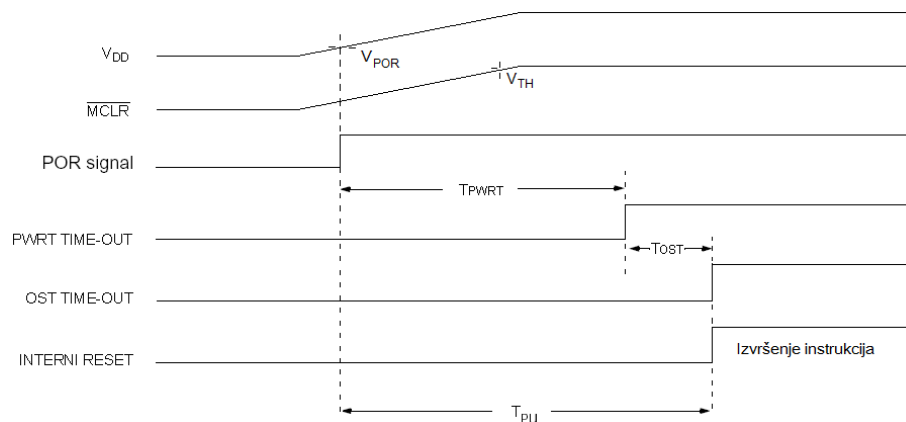 VDD
VPOR
VTH
MCLR
POR signal
TPWRT
PWRT TIME-OUT
TOST
OST TIME-OUT
INTERNI RESET
Izvršenje instrukcija
TPU